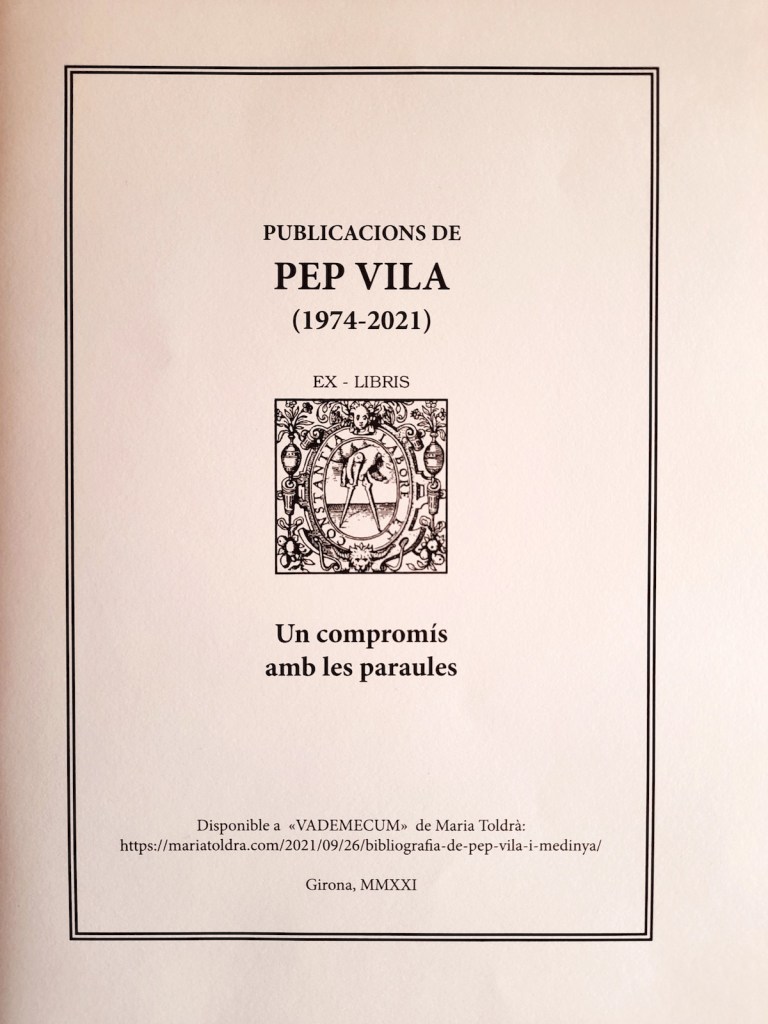 PUBLICACIONS DE
PEP VILA
(1974-2021)
EX - LIBRIS
CONSTANTIA LABORE ET
Un compromís
amb les paraules
Disponible a «VADEMECUM» de Maria Toldrà:
https://mariatoldra.com/2021/09/26/bibliografia-de-pep-vila-i-medinya/
Girona, MMXXI